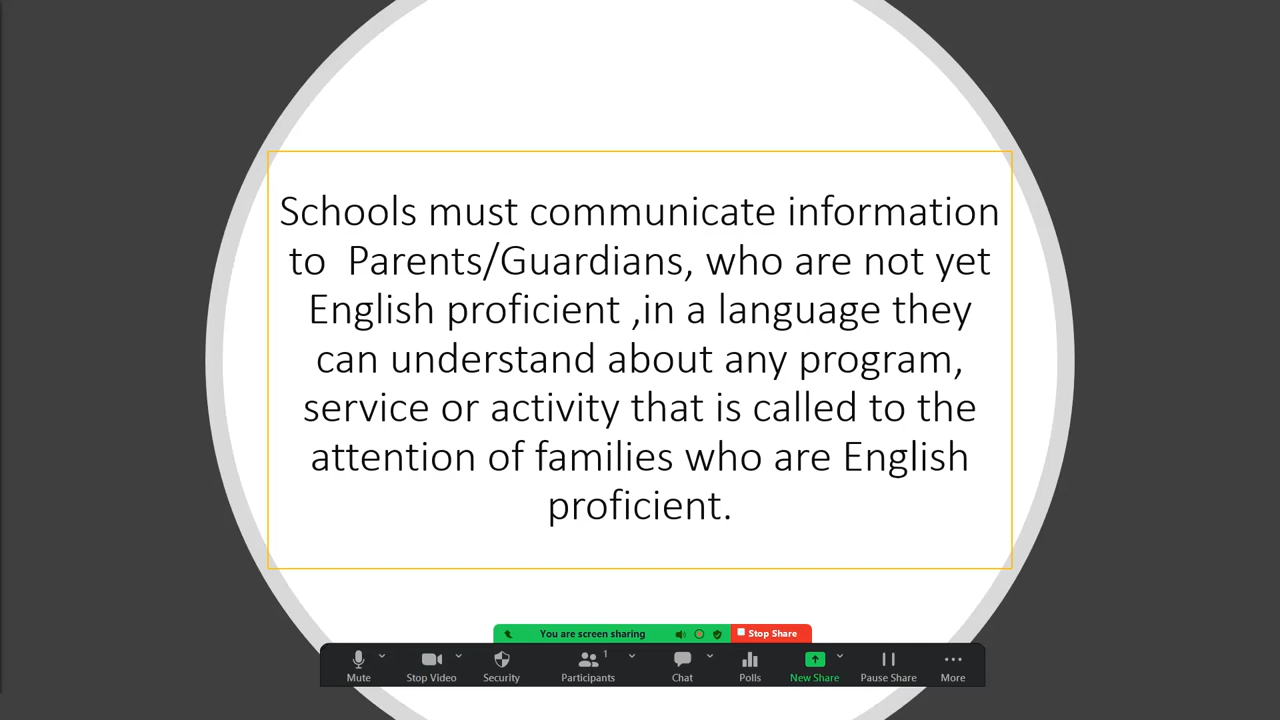 Schools must communicate information
to  Parents/Guardians, who are not yet
English proficient ,in a language they
can understand about any program,
service or activity that is called to the
attention of families who are English
proficient.
You are screen sharing
Stop Share
1
Mute
Stop Video
Security
Participants
Chat
Polls
New Share
Pause Share
More